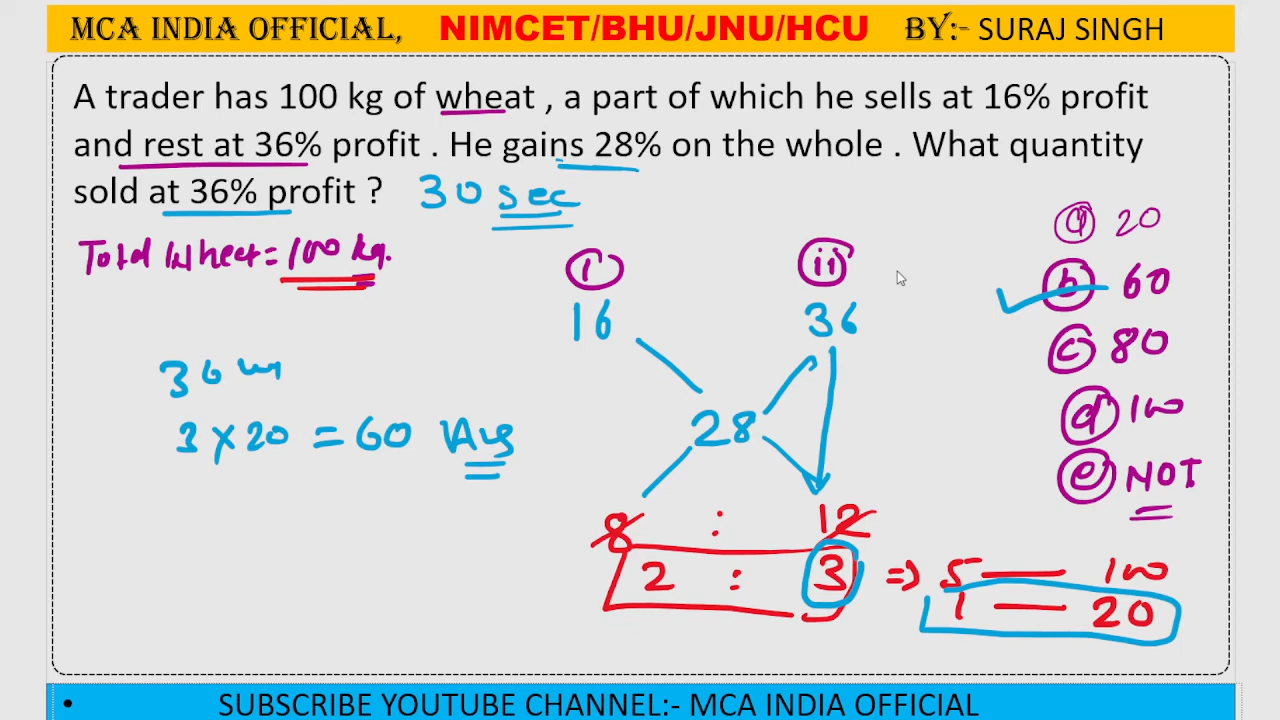 MCA INDIA OFFICIAL, NIMCET/BHU/JNU/HCU BY:- SURAJ SINGH
A trader has 100 kg of wheat , a part of which he sells at 16% profit
and rest at 36% profit . He gains 28% on the whole . What quantity
sold at 36% profit ? 30 sec
Total Wheat = 100 kg.
i ii
16 36
28
8 : 12
2 : 3 => 5 — 100
1 — 20
3 × 20 = 60 Ans
a 20
b 60
c 80
d 100
e NOT
• SUBSCRIBE YOUTUBE CHANNEL:- MCA INDIA OFFICIAL